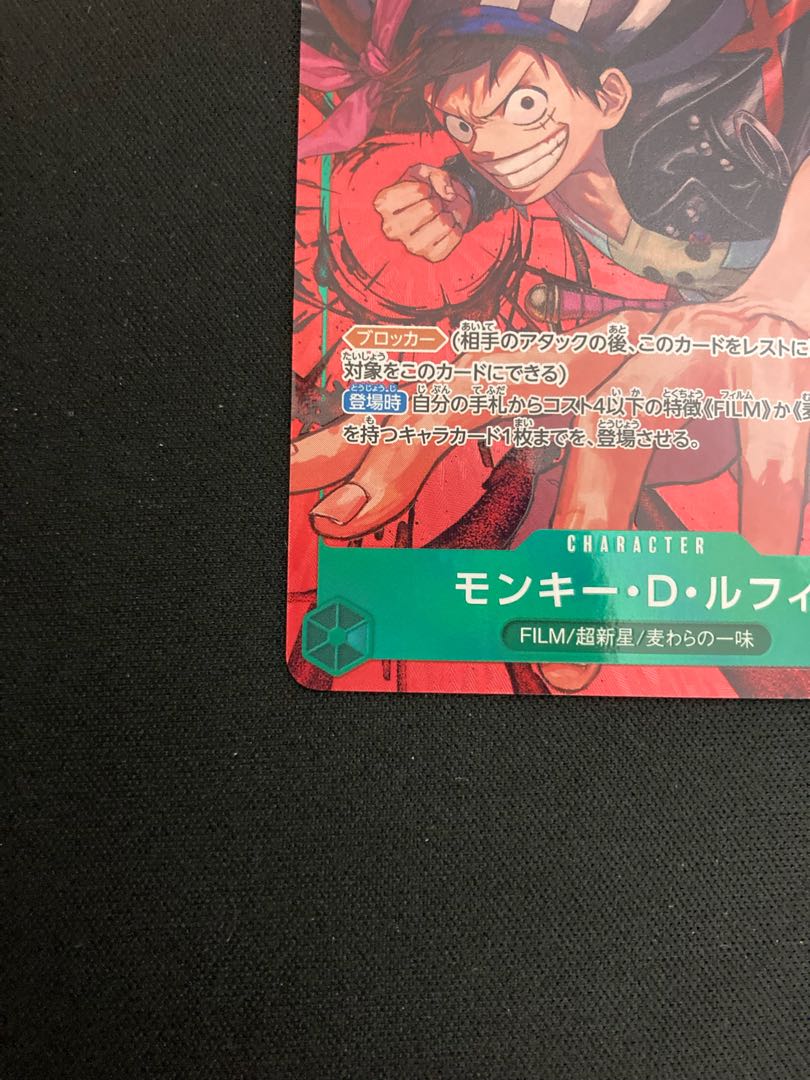 ブロッカー (相手のアタックの後、このカードをレストに
対象をこのカードにできる)
登場時 自分の手札からコスト4以下の特徴《FILM》か《
を持つキャラカード1枚までを、登場させる。
CHARACTER
モンキー・D・ルフィ
FILM/超新星/麦わらの一味